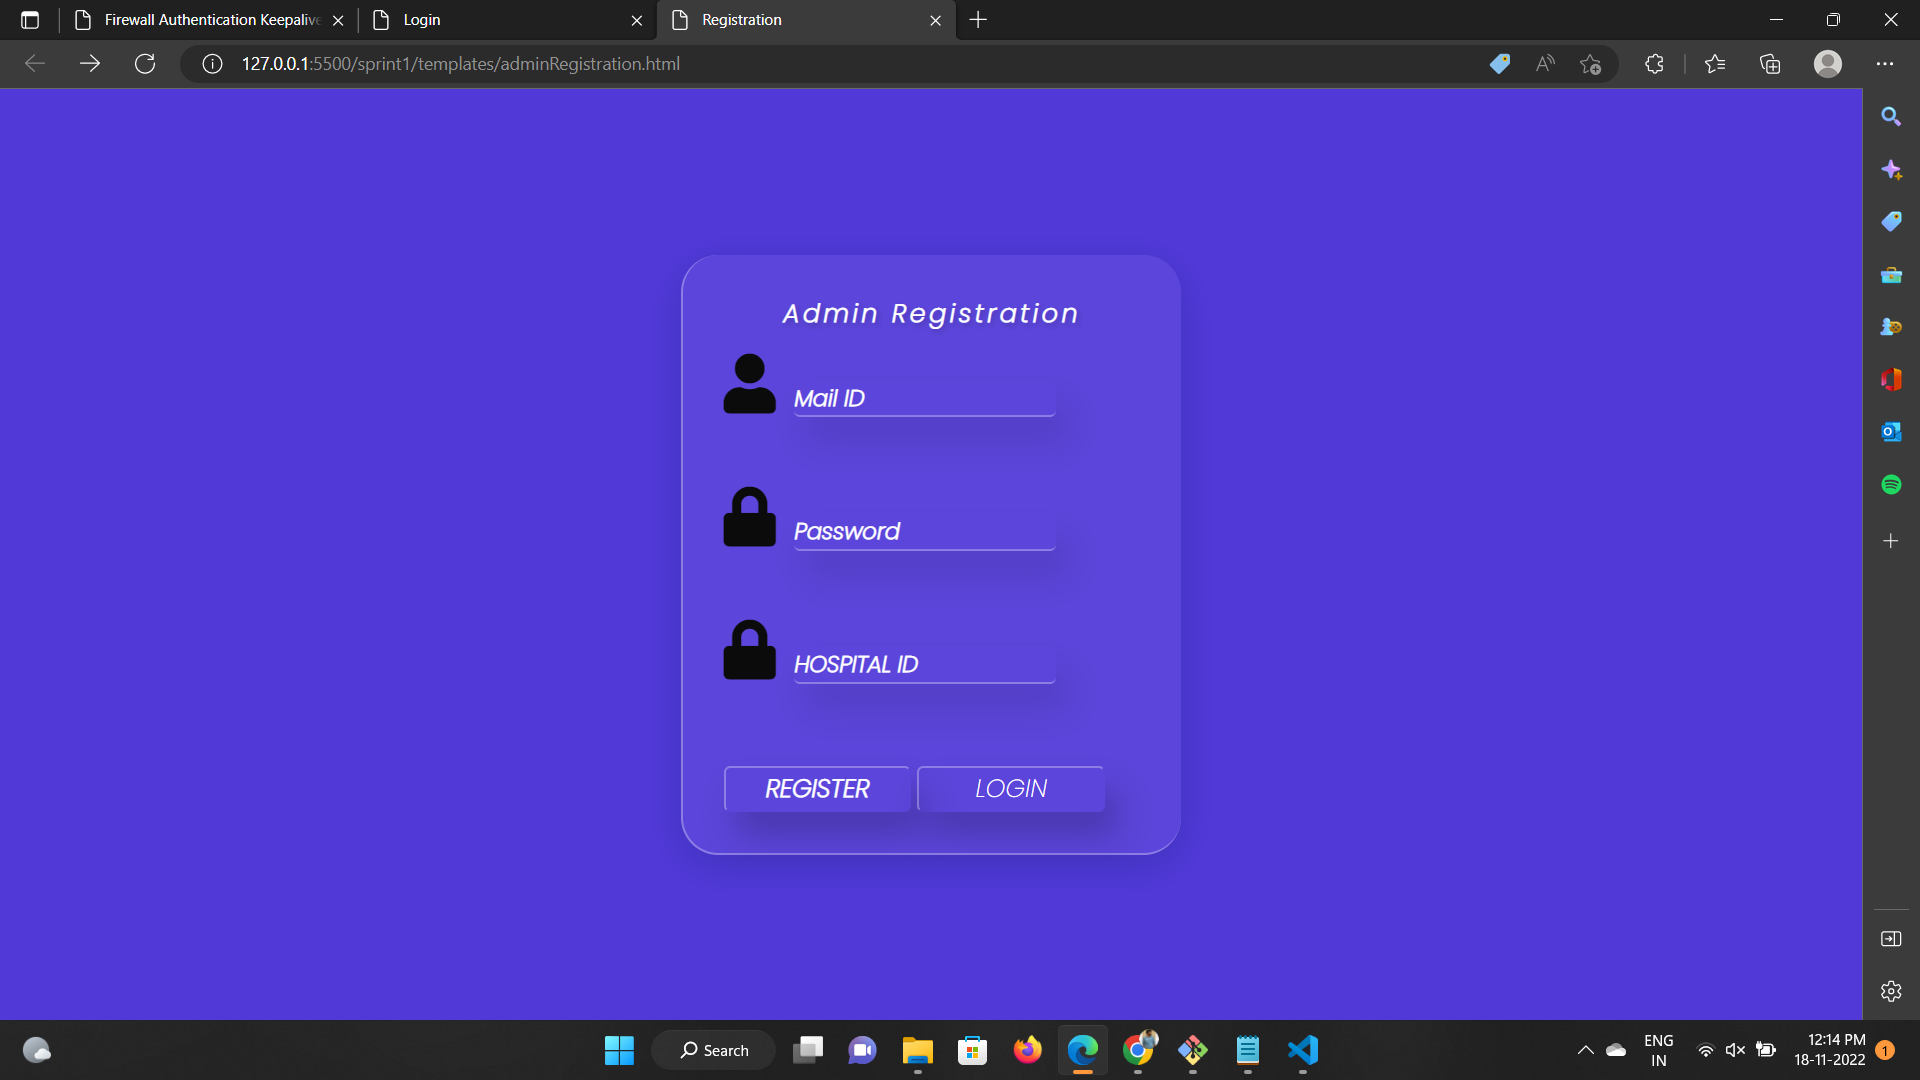 Firewall Authentication Keepalive
Login
Registration
127.0.0.1:5500/sprint1/templates/adminRegistration.html
Admin Registration
Mail ID
Password
HOSPITAL ID
REGISTER
LOGIN
Search
ENG
IN
12:14 PM
18-11-2022
1